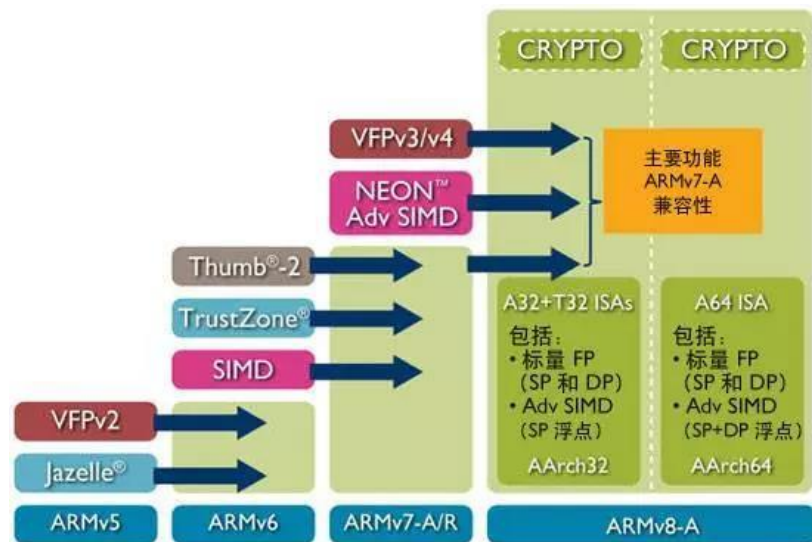 CRYPTO
CRYPTO
VFPv3/v4
主要功能
ARMv7-A
兼容性
NEON™
Adv SIMD
Thumb®-2
TrustZone®
SIMD
A32+T32 ISAs
包括：
• 标量 FP
（SP 和 DP）
• Adv SIMD
（SP 浮点）
AArch32
A64 ISA
包括：
• 标量 FP
（SP 和 DP）
• Adv SIMD
（SP+DP 浮点）
AArch64
VFPv2
Jazelle®
ARMv5
ARMv6
ARMv7-A/R
ARMv8-A